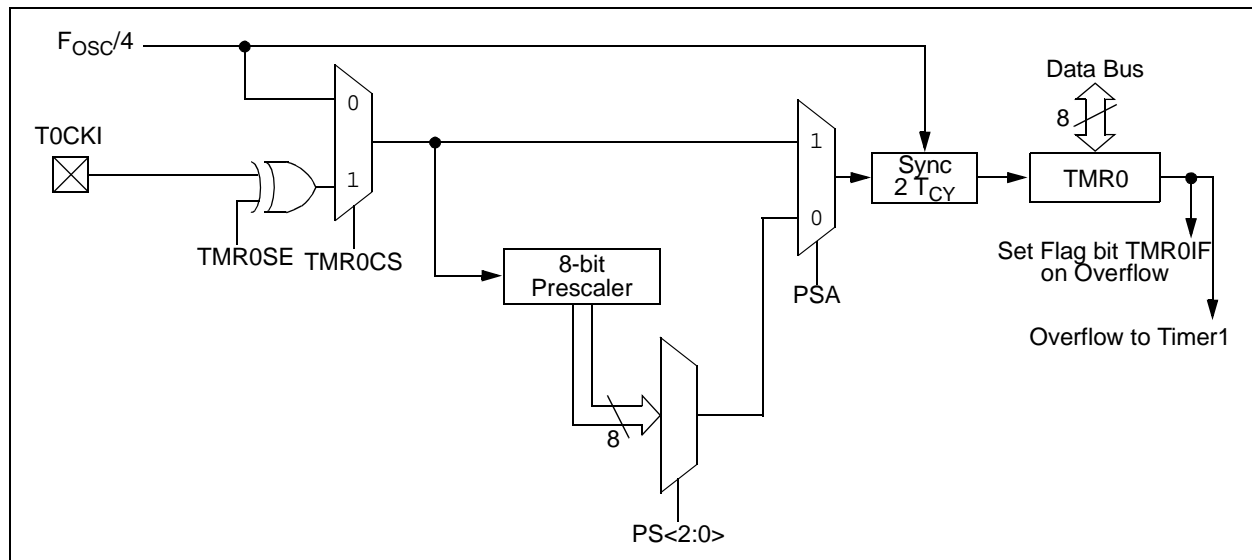 FOSC/4
Data Bus
8
T0CKI
0
1
1
0
Sync
2 TCY
TMR0
TMR0SE
TMR0CS
8-bit
Prescaler
PSA
Set Flag bit TMR0IF
on Overflow
Overflow to Timer1
8
PS<2:0>